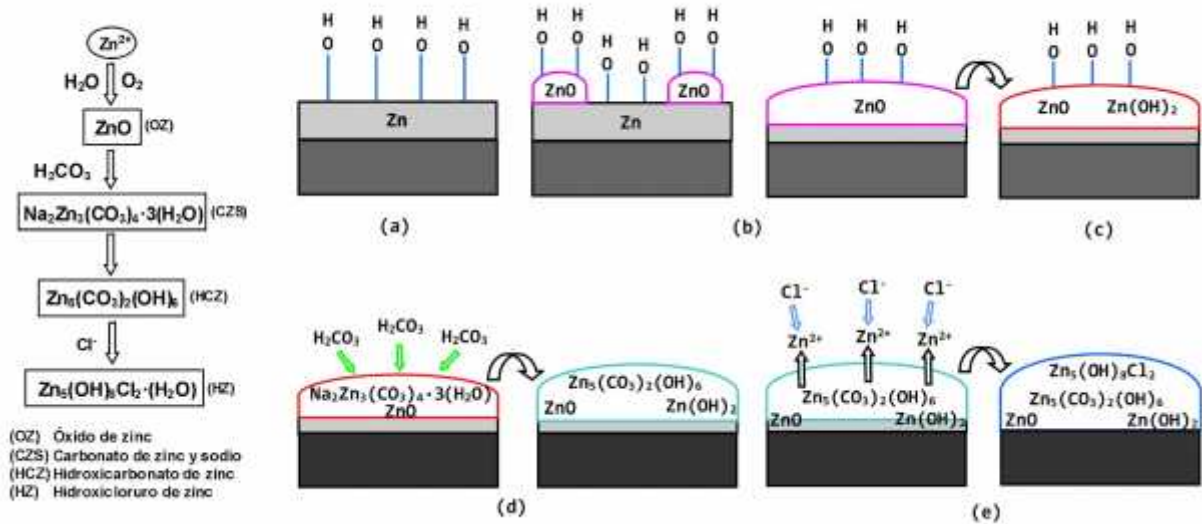 Zn²⁺
H₂O O₂
ZnO (OZ)
H₂CO₃
Na₂Zn₃(CO₃)₄·3(H₂O) (CZS)
Zn₅(CO₃)₂(OH)₆ (HCZ)
Cl⁻
Zn₅(OH)₈Cl₂·(H₂O) (HZ)
(OZ) Óxido de zinc
(CZS) Carbonato de zinc y sodio
(HCZ) Hidroxicarbonato de zinc
(HZ) Hidroxicloruro de zinc
H H H H
O O O O
Zn
(a)
H H H H H H
O O O O O O
ZnO ZnO
Zn
H H H
O O O
ZnO
(b)
H H H
O O O
ZnO Zn(OH)₂
(c)
H₂CO₃ H₂CO₃ H₂CO₃
Na₂Zn₃(CO₃)₄·3(H₂O)
ZnO
Zn₅(CO₃)₂(OH)₆
ZnO Zn(OH)₂
(d)
Cl⁻ Cl⁻ Cl⁻
Zn²⁺ Zn²⁺ Zn²⁺
Zn₅(CO₃)₂(OH)₆
ZnO Zn(OH)₂
Zn₅(OH)₈Cl₂
Zn₅(CO₃)₂(OH)₆
ZnO Zn(OH)₂
(e)